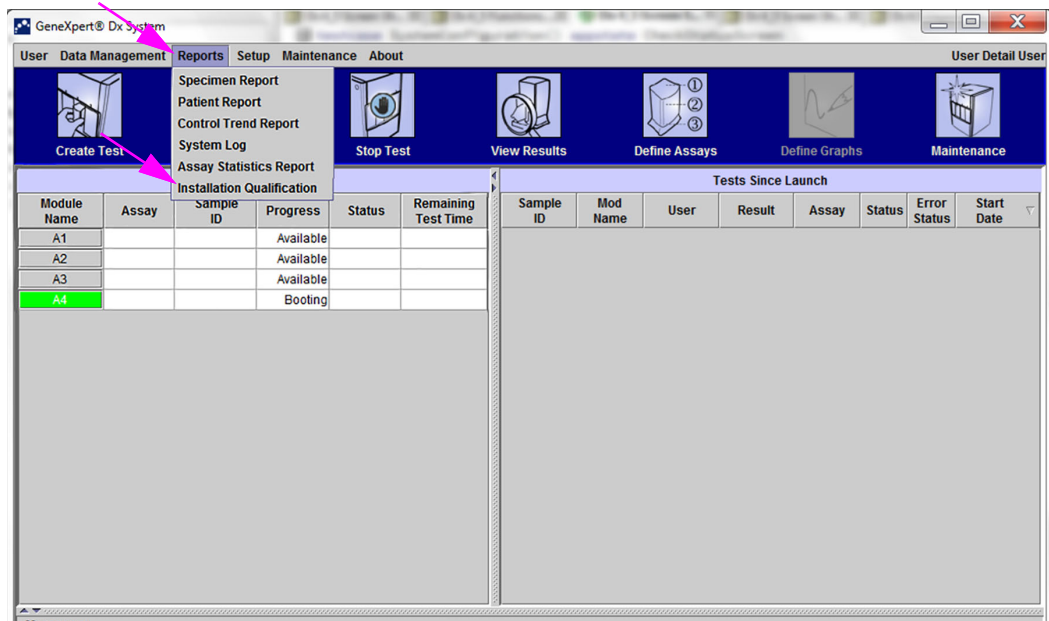 GeneXpert® Dx System
User Data Management Reports Setup Maintenance About User Detail User
Specimen Report
Patient Report
Control Trend Report
System Log
Assay Statistics Report
Installation Qualification
Create Test Stop Test View Results Define Assays Define Graphs Maintenance
Tests Since Launch
Module Name Assay Sample ID Progress Status Remaining Test Time
Sample ID Mod Name User Result Assay Status Error Status Start Date
A1 Available
A2 Available
A3 Available
A4 Booting